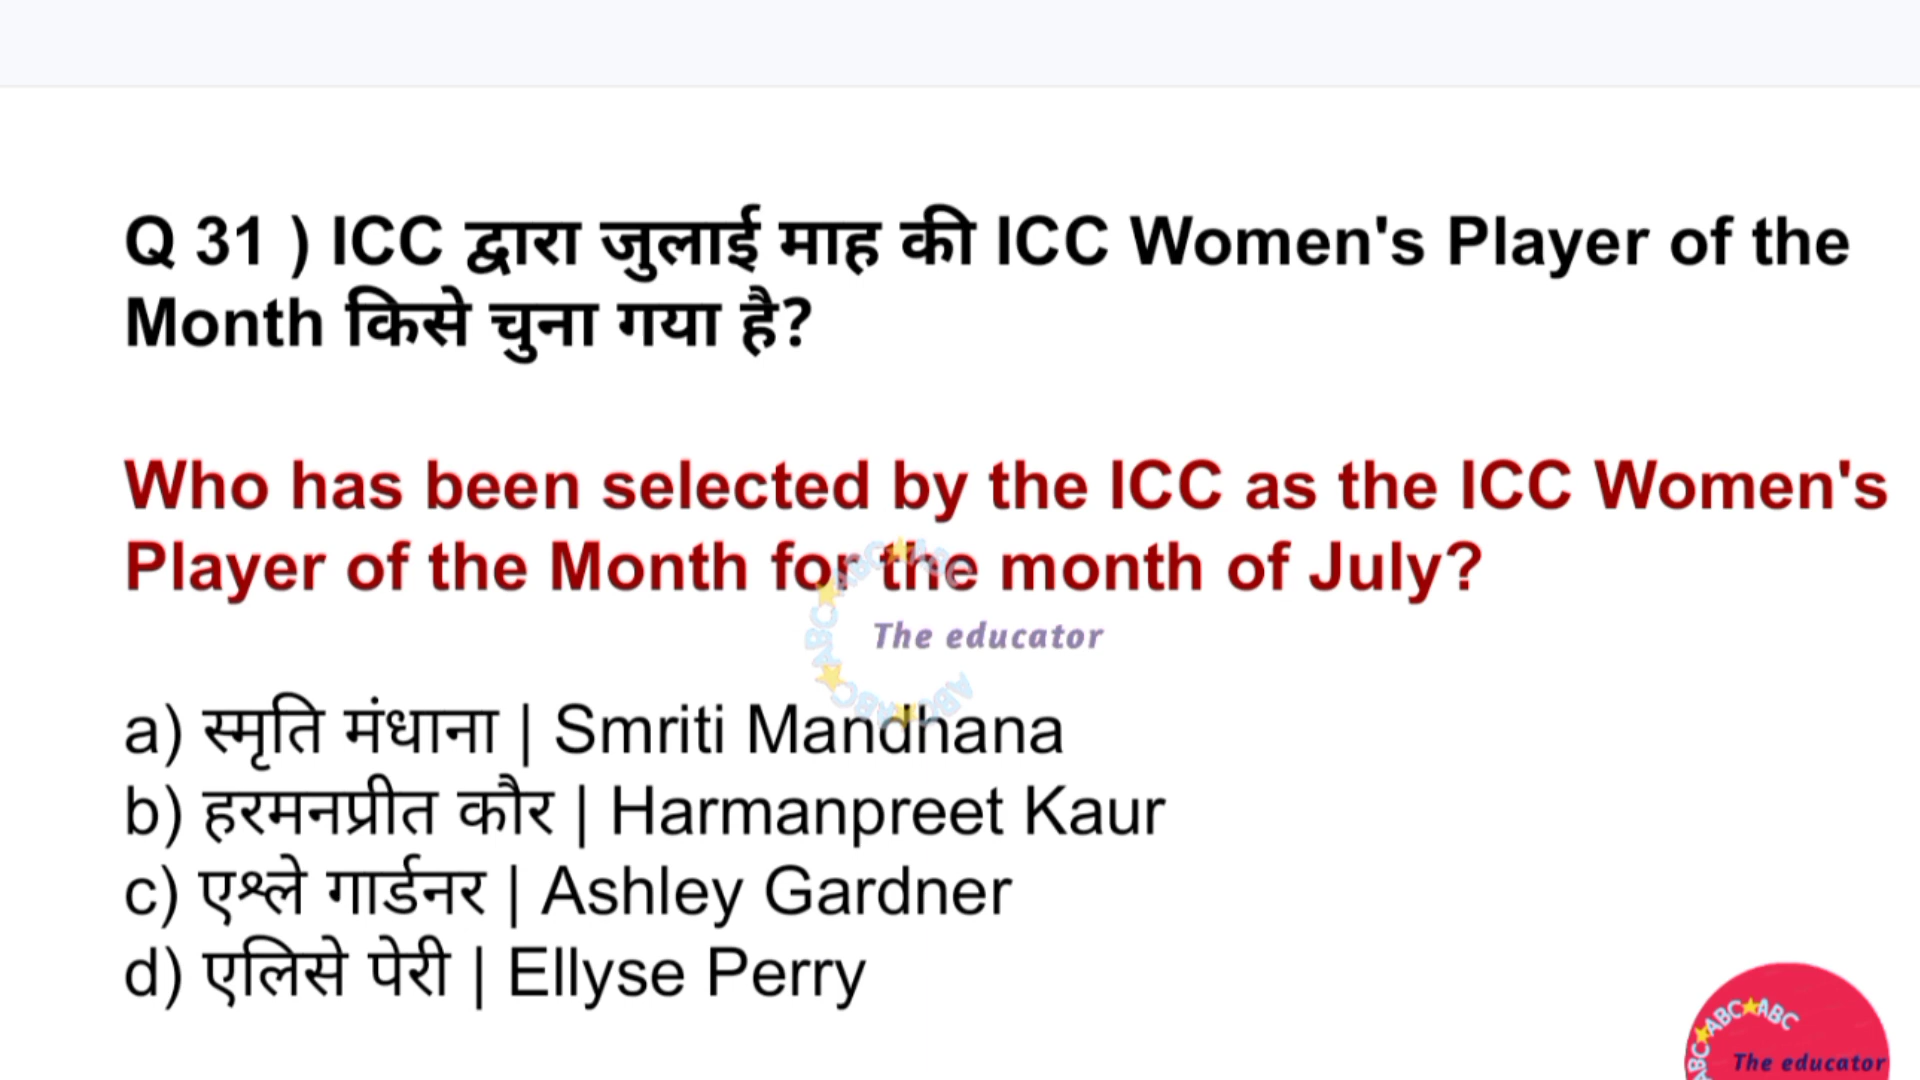 Q 31 ) ICC द्वारा जुलाई माह की ICC Women's Player of the
Month किसे चुना गया है?
Who has been selected by the ICC as the ICC Women's
Player of the Month for the month of July?
The educator
a) स्मृति मंधाना | Smriti Mandhana
b) हरमनप्रीत कौर | Harmanpreet Kaur
c) एश्ले गार्डनर | Ashley Gardner
d) एलिसे पेरी | Ellyse Perry
ABC★ABC★ABC
The educator